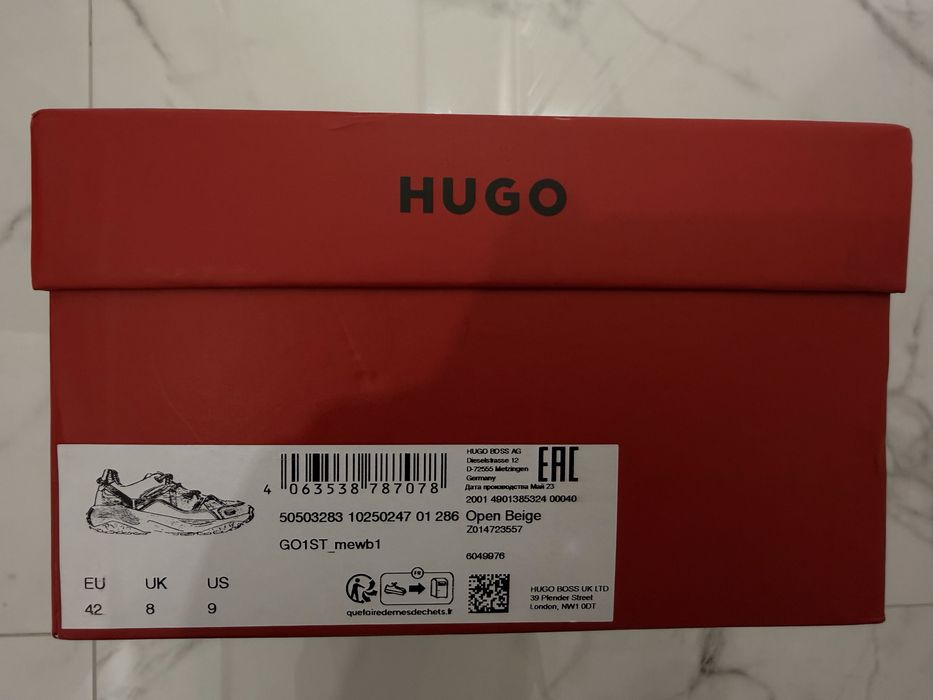 HUGO
4 063538 787078
HUGO BOSS AG
Dieselstrasse 12
D-72555 Metzingen
Germany
EAC
Дата производства Май 23
2001 4901385324 00040
50503283 10250247 01 286 Open Beige
Z014723557
GO1ST_mewb1
6049976
EU UK US
42 8 9
FR
quefairedemesdechets.fr
HUGO BOSS UK LTD
39 Plender Street
London, NW1 0DT